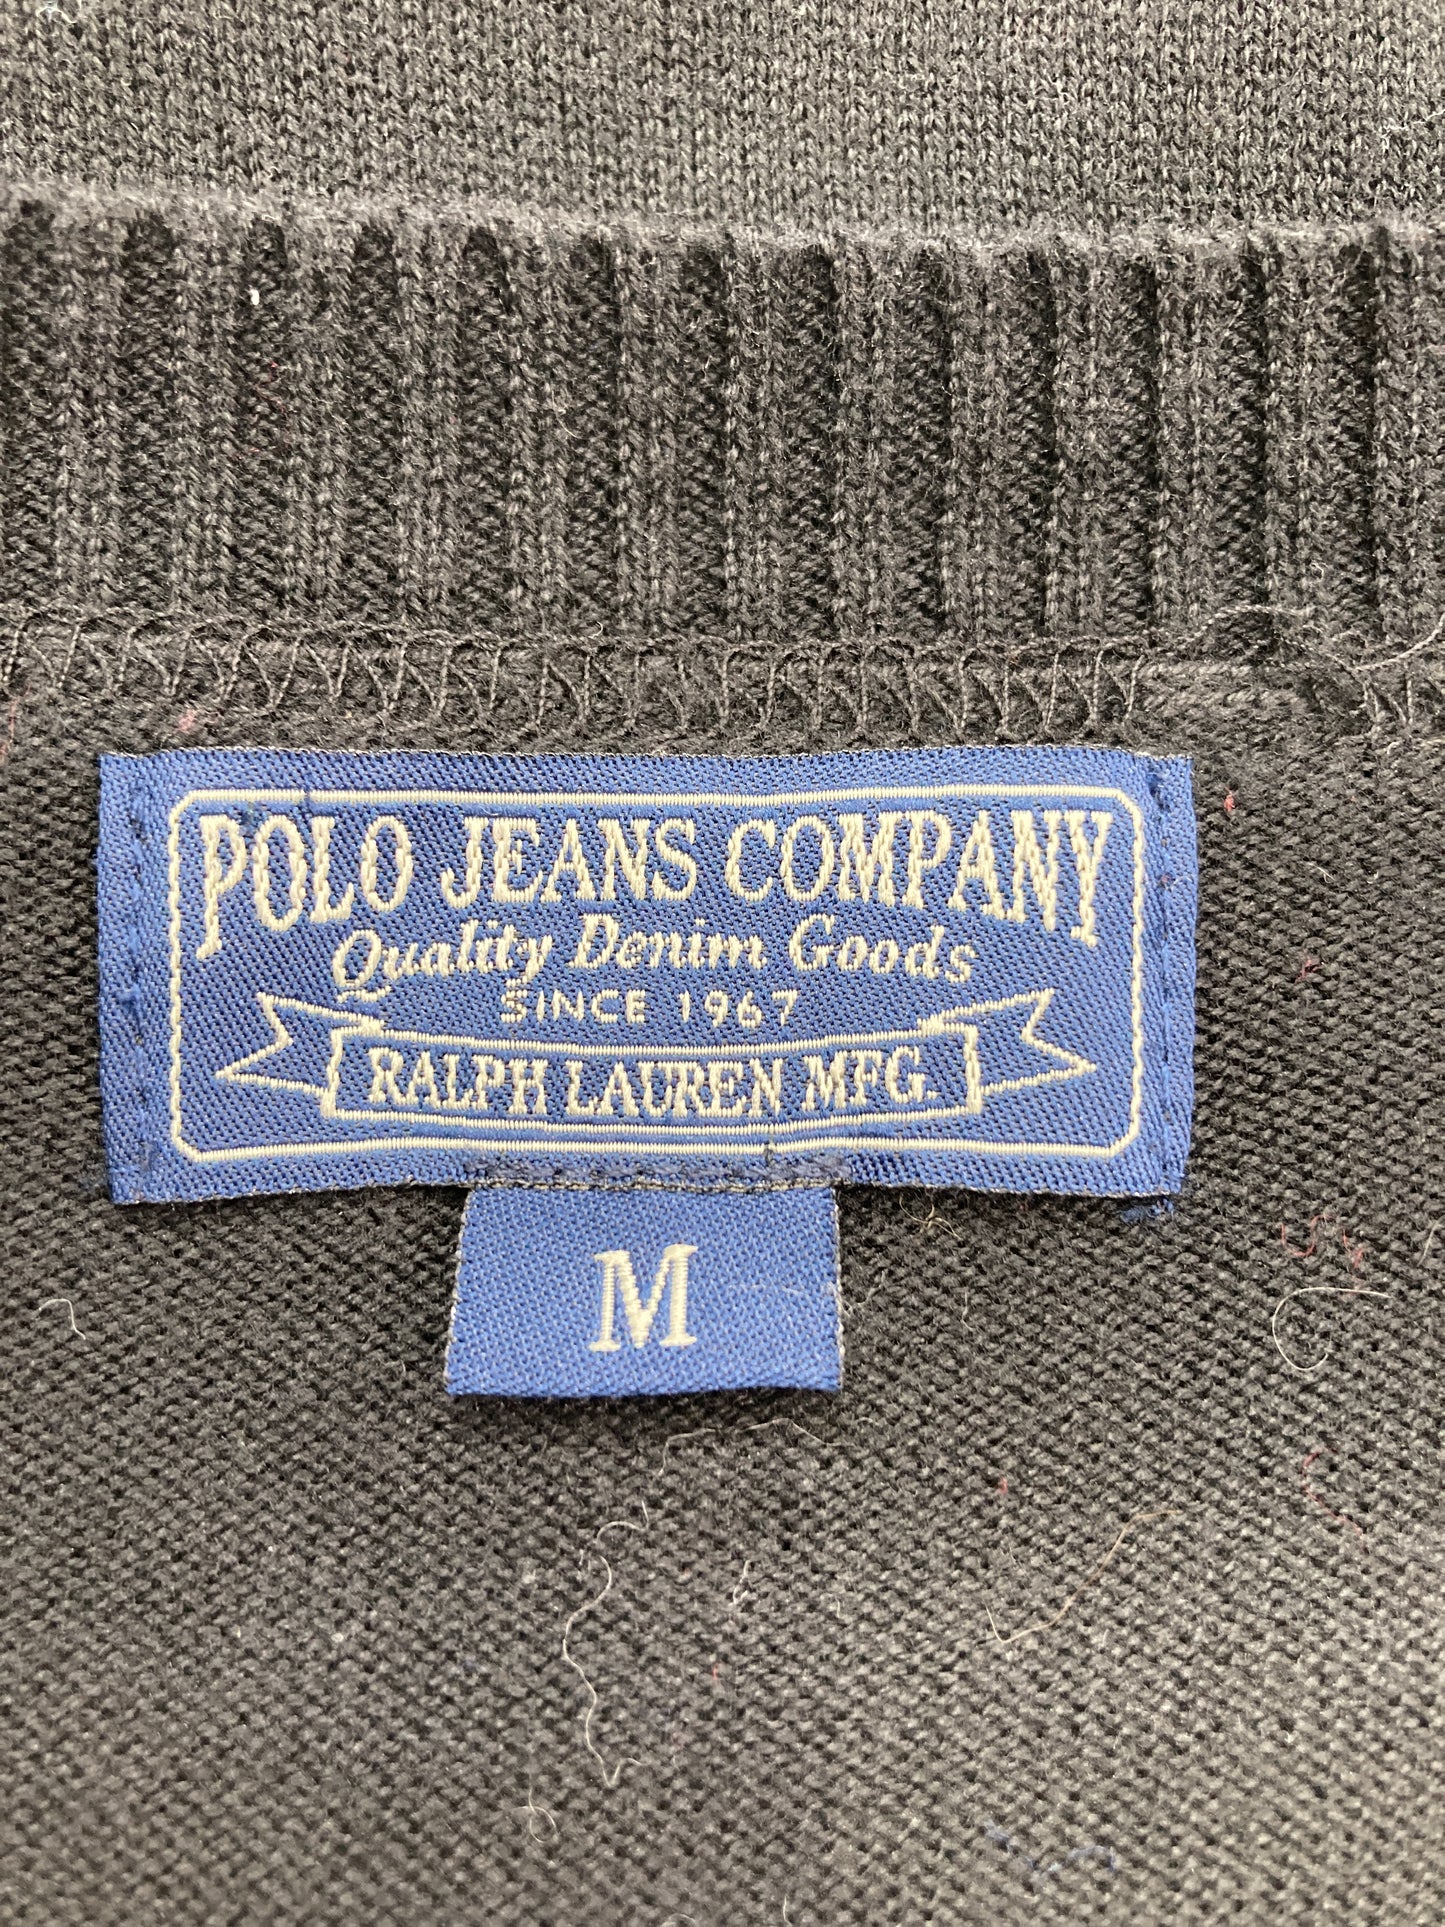 POLO JEANS COMPANY
Quality Denim Goods
SINCE 1967
RALPH LAUREN MFG.
M